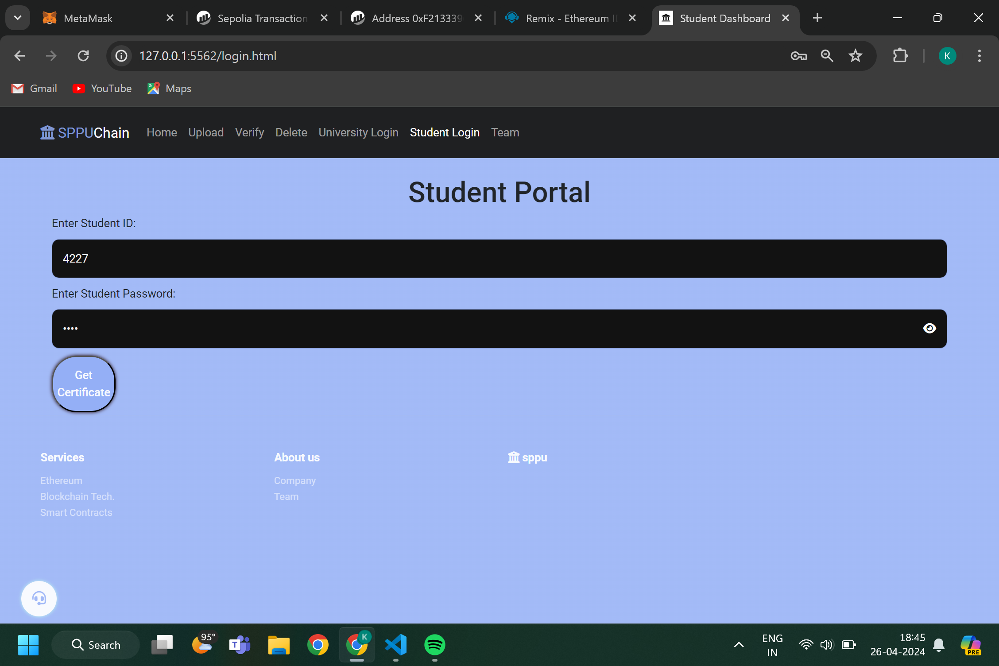 MetaMask
Sepolia Transaction
Address 0xF213339
Remix - Ethereum I
Student Dashboard
127.0.0.1:5562/login.html
K
Gmail
YouTube
Maps
SPPUChain
Home
Upload
Verify
Delete
University Login
Student Login
Team
Student Portal
Enter Student ID:
4227
Enter Student Password:
••••
Get
Certificate
Services
Ethereum
Blockchain Tech.
Smart Contracts
About us
Company
Team
sppu
Search
95°
T
K
ENG
IN
18:45
26-04-2024
PRE